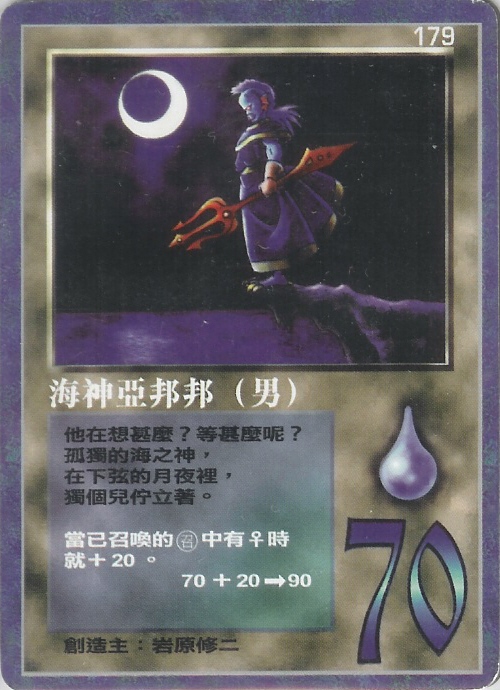 179
海神亞邦邦（男）
他在想甚麼？等甚麼呢？
孤獨的海之神，
在下弦的月夜裡，
獨個兒佇立著。
當已召喚的㊁中有♀時
就＋20 。
70 ＋ 20 ➡ 90
70
創造主：岩原修二